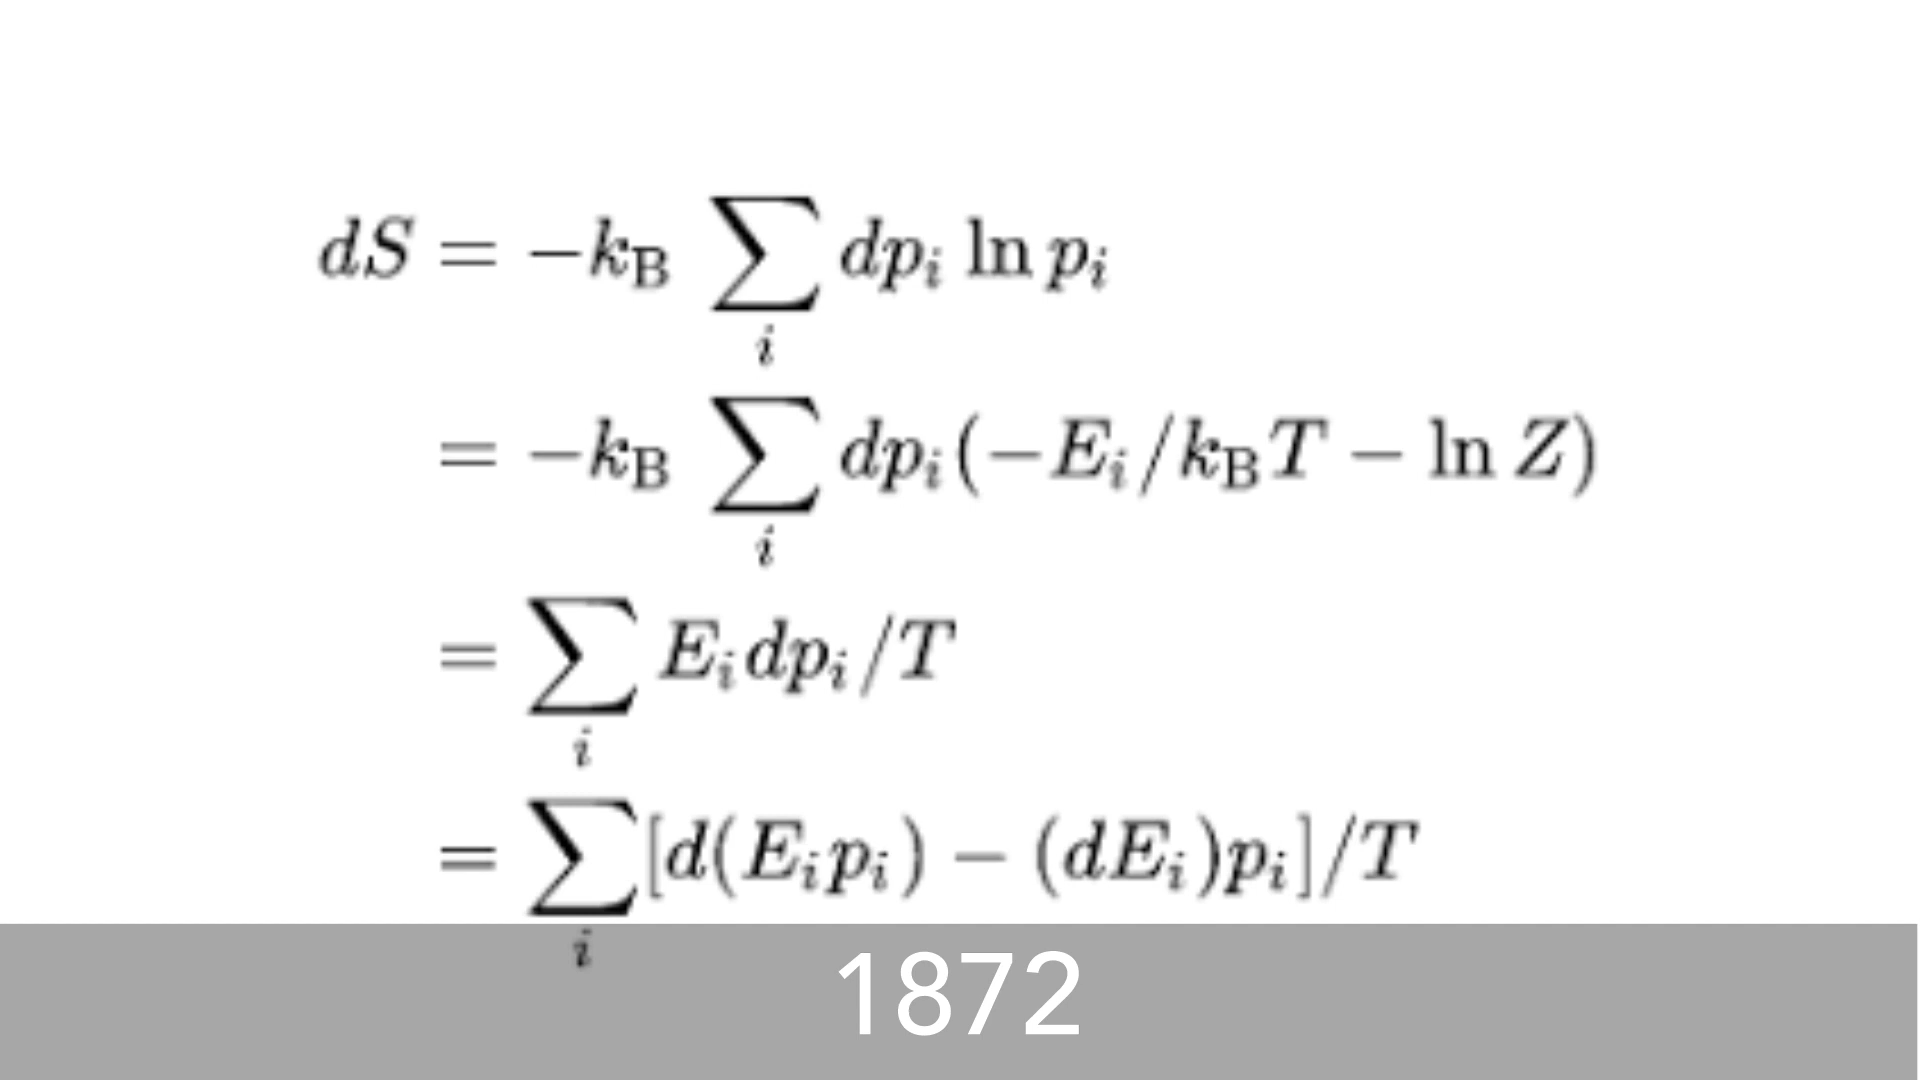 dS = −k_B ∑_i dp_i ln p_i
= −k_B ∑_i dp_i(−E_i/k_BT − ln Z)
= ∑_i E_i dp_i/T
= ∑_i [d(E_i p_i) − (dE_i)p_i]/T
1872